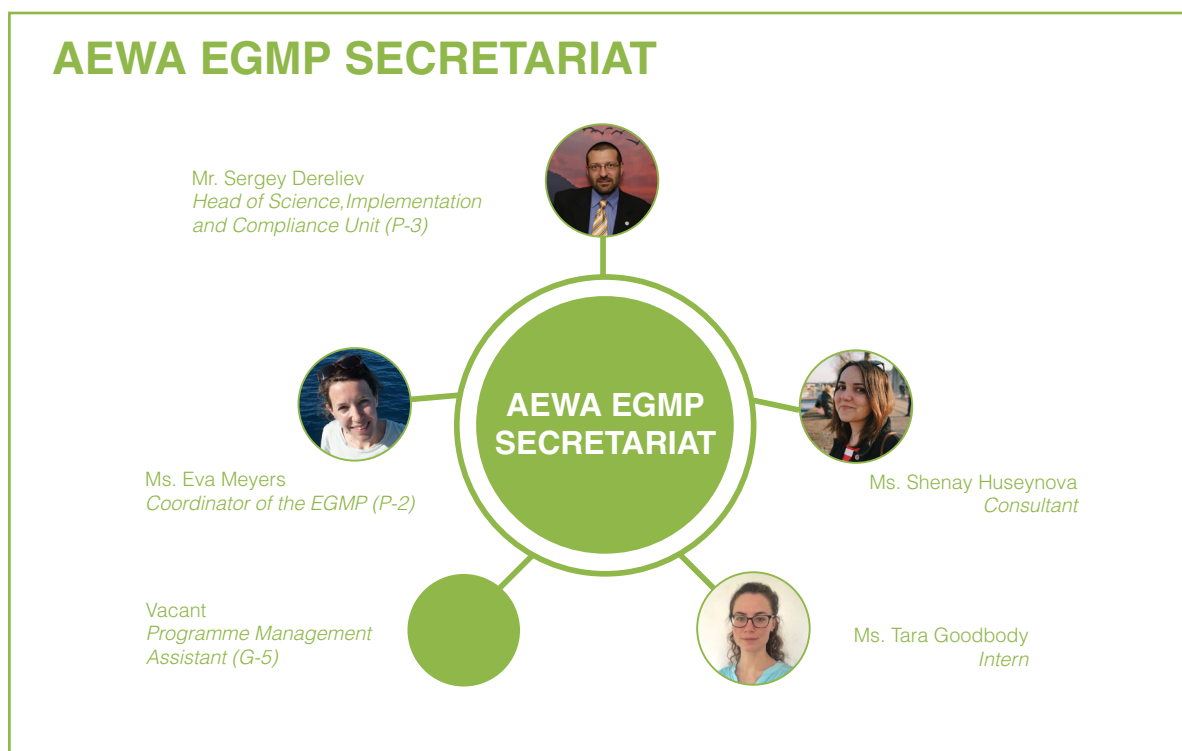 AEWA EGMP SECRETARIAT
Mr. Sergey Dereliev
Head of Science,Implementation
and Compliance Unit (P-3)
AEWA EGMP
SECRETARIAT
Ms. Eva Meyers
Coordinator of the EGMP (P-2)
Ms. Shenay Huseynova
Consultant
Vacant
Programme Management
Assistant (G-5)
Ms. Tara Goodbody
Intern